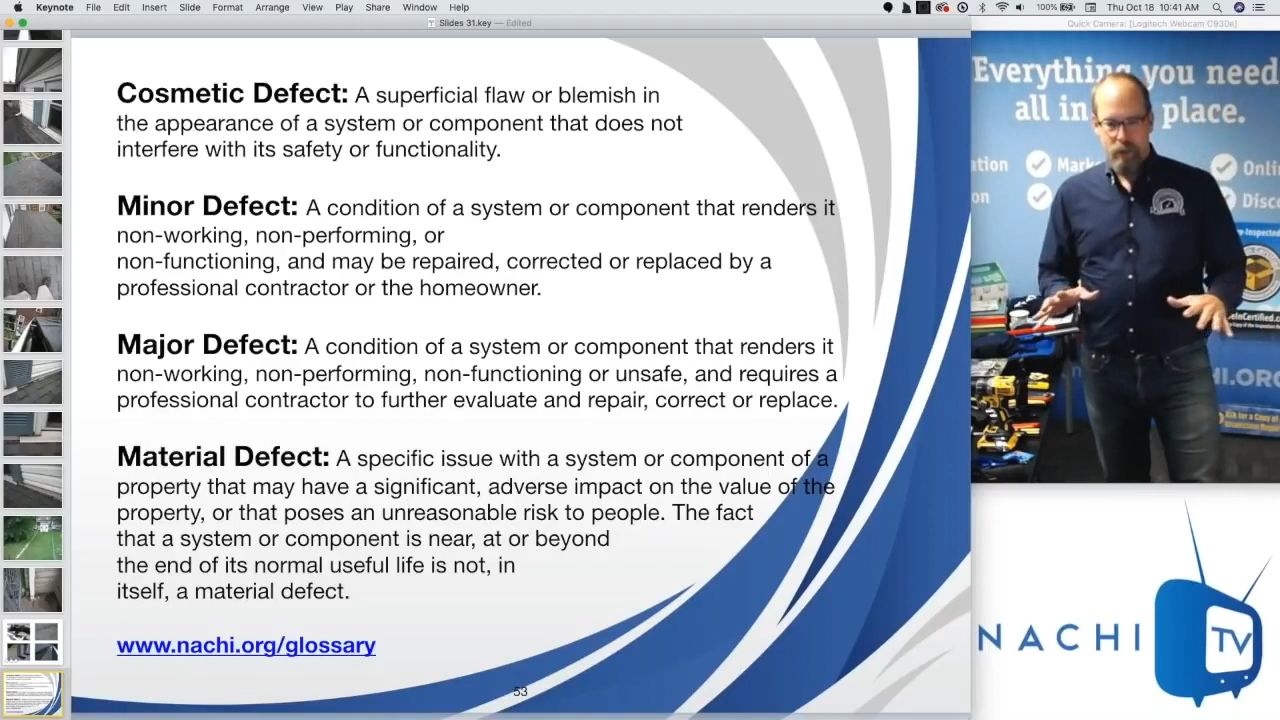 Keynote File Edit Insert Slide Format Arrange View Play Share Window Help
100% Thu Oct 18 10:41 AM
Slides 31.key — Edited
Quick Camera: [Logitech Webcam C930e]
Cosmetic Defect: A superficial flaw or blemish in
the appearance of a system or component that does not
interfere with its safety or functionality.
Minor Defect: A condition of a system or component that renders it
non-working, non-performing, or
non-functioning, and may be repaired, corrected or replaced by a
professional contractor or the homeowner.
Major Defect: A condition of a system or component that renders it
non-working, non-performing, non-functioning or unsafe, and requires a
professional contractor to further evaluate and repair, correct or replace.
Material Defect: A specific issue with a system or component of a
property that may have a significant, adverse impact on the value of the
property, or that poses an unreasonable risk to people. The fact
that a system or component is near, at or beyond
the end of its normal useful life is not, in
itself, a material defect.
www.nachi.org/glossary
53
Everything you need
all in place.
NACHI TV